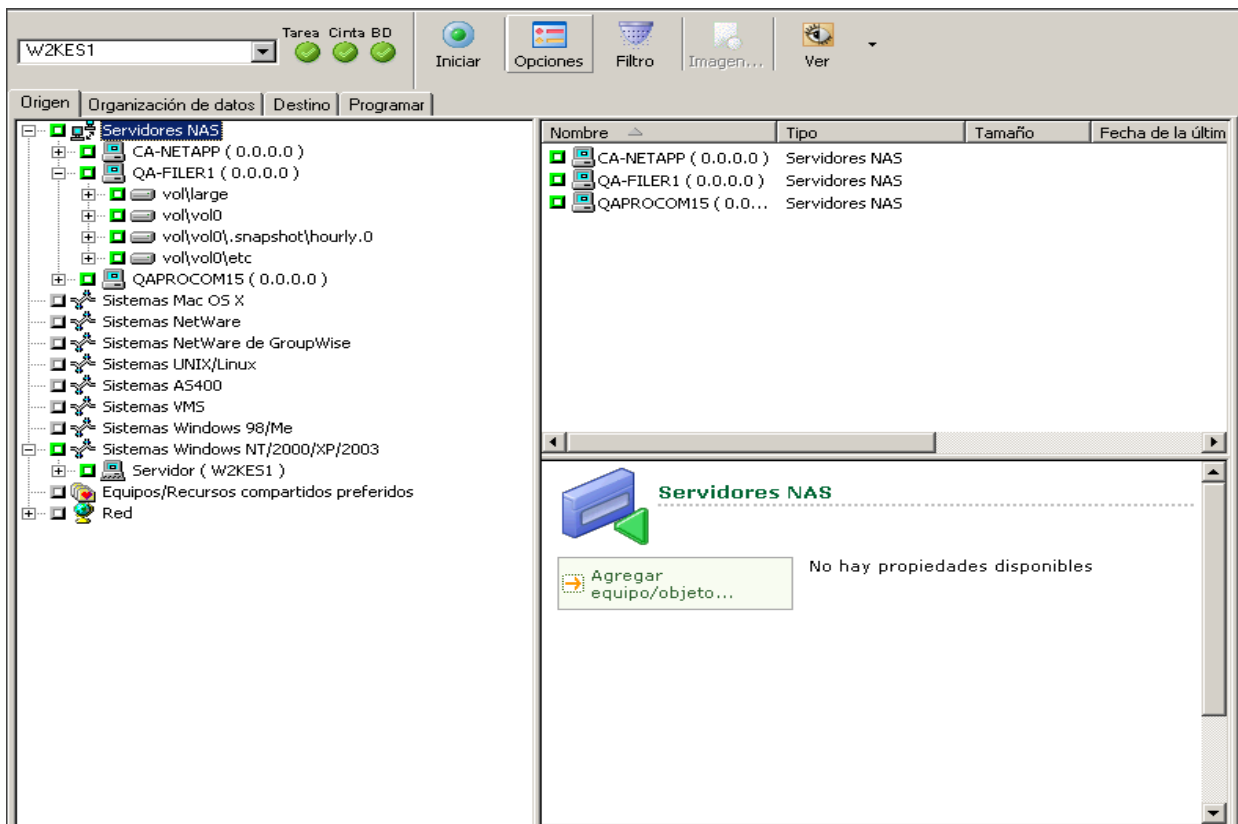 W2KES1
Tarea Cinta BD
Iniciar
Opciones
Filtro
Imagen...
Ver
Origen
Organización de datos
Destino
Programar
Servidores NAS
CA-NETAPP ( 0.0.0.0 )
QA-FILER1 ( 0.0.0.0 )
vol\large
vol\vol0
vol\vol0\.snapshot\hourly.0
vol\vol0\etc
QAPROCOM15 ( 0.0.0.0 )
Sistemas Mac OS X
Sistemas NetWare
Sistemas NetWare de GroupWise
Sistemas UNIX/Linux
Sistemas AS400
Sistemas VMS
Sistemas Windows 98/Me
Sistemas Windows NT/2000/XP/2003
Servidor ( W2KES1 )
Equipos/Recursos compartidos preferidos
Red
Nombre Tipo Tamaño Fecha de la últim
CA-NETAPP ( 0.0.0.0 ) Servidores NAS
QA-FILER1 ( 0.0.0.0 ) Servidores NAS
QAPROCOM15 ( 0.0... Servidores NAS
Servidores NAS
Agregar
equipo/objeto...
No hay propiedades disponibles